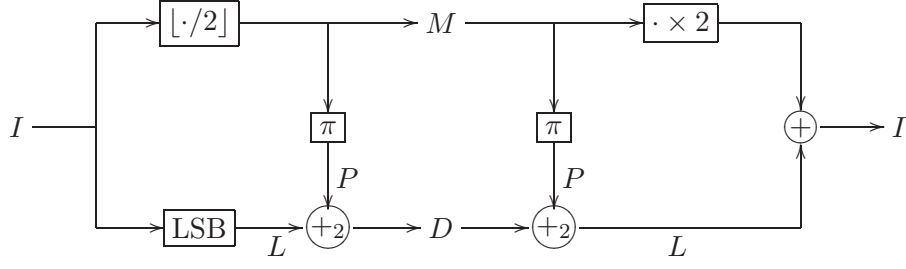 ⌊·/2⌋ M · × 2
I π π + I
P P
LSB L +₂ D +₂ L